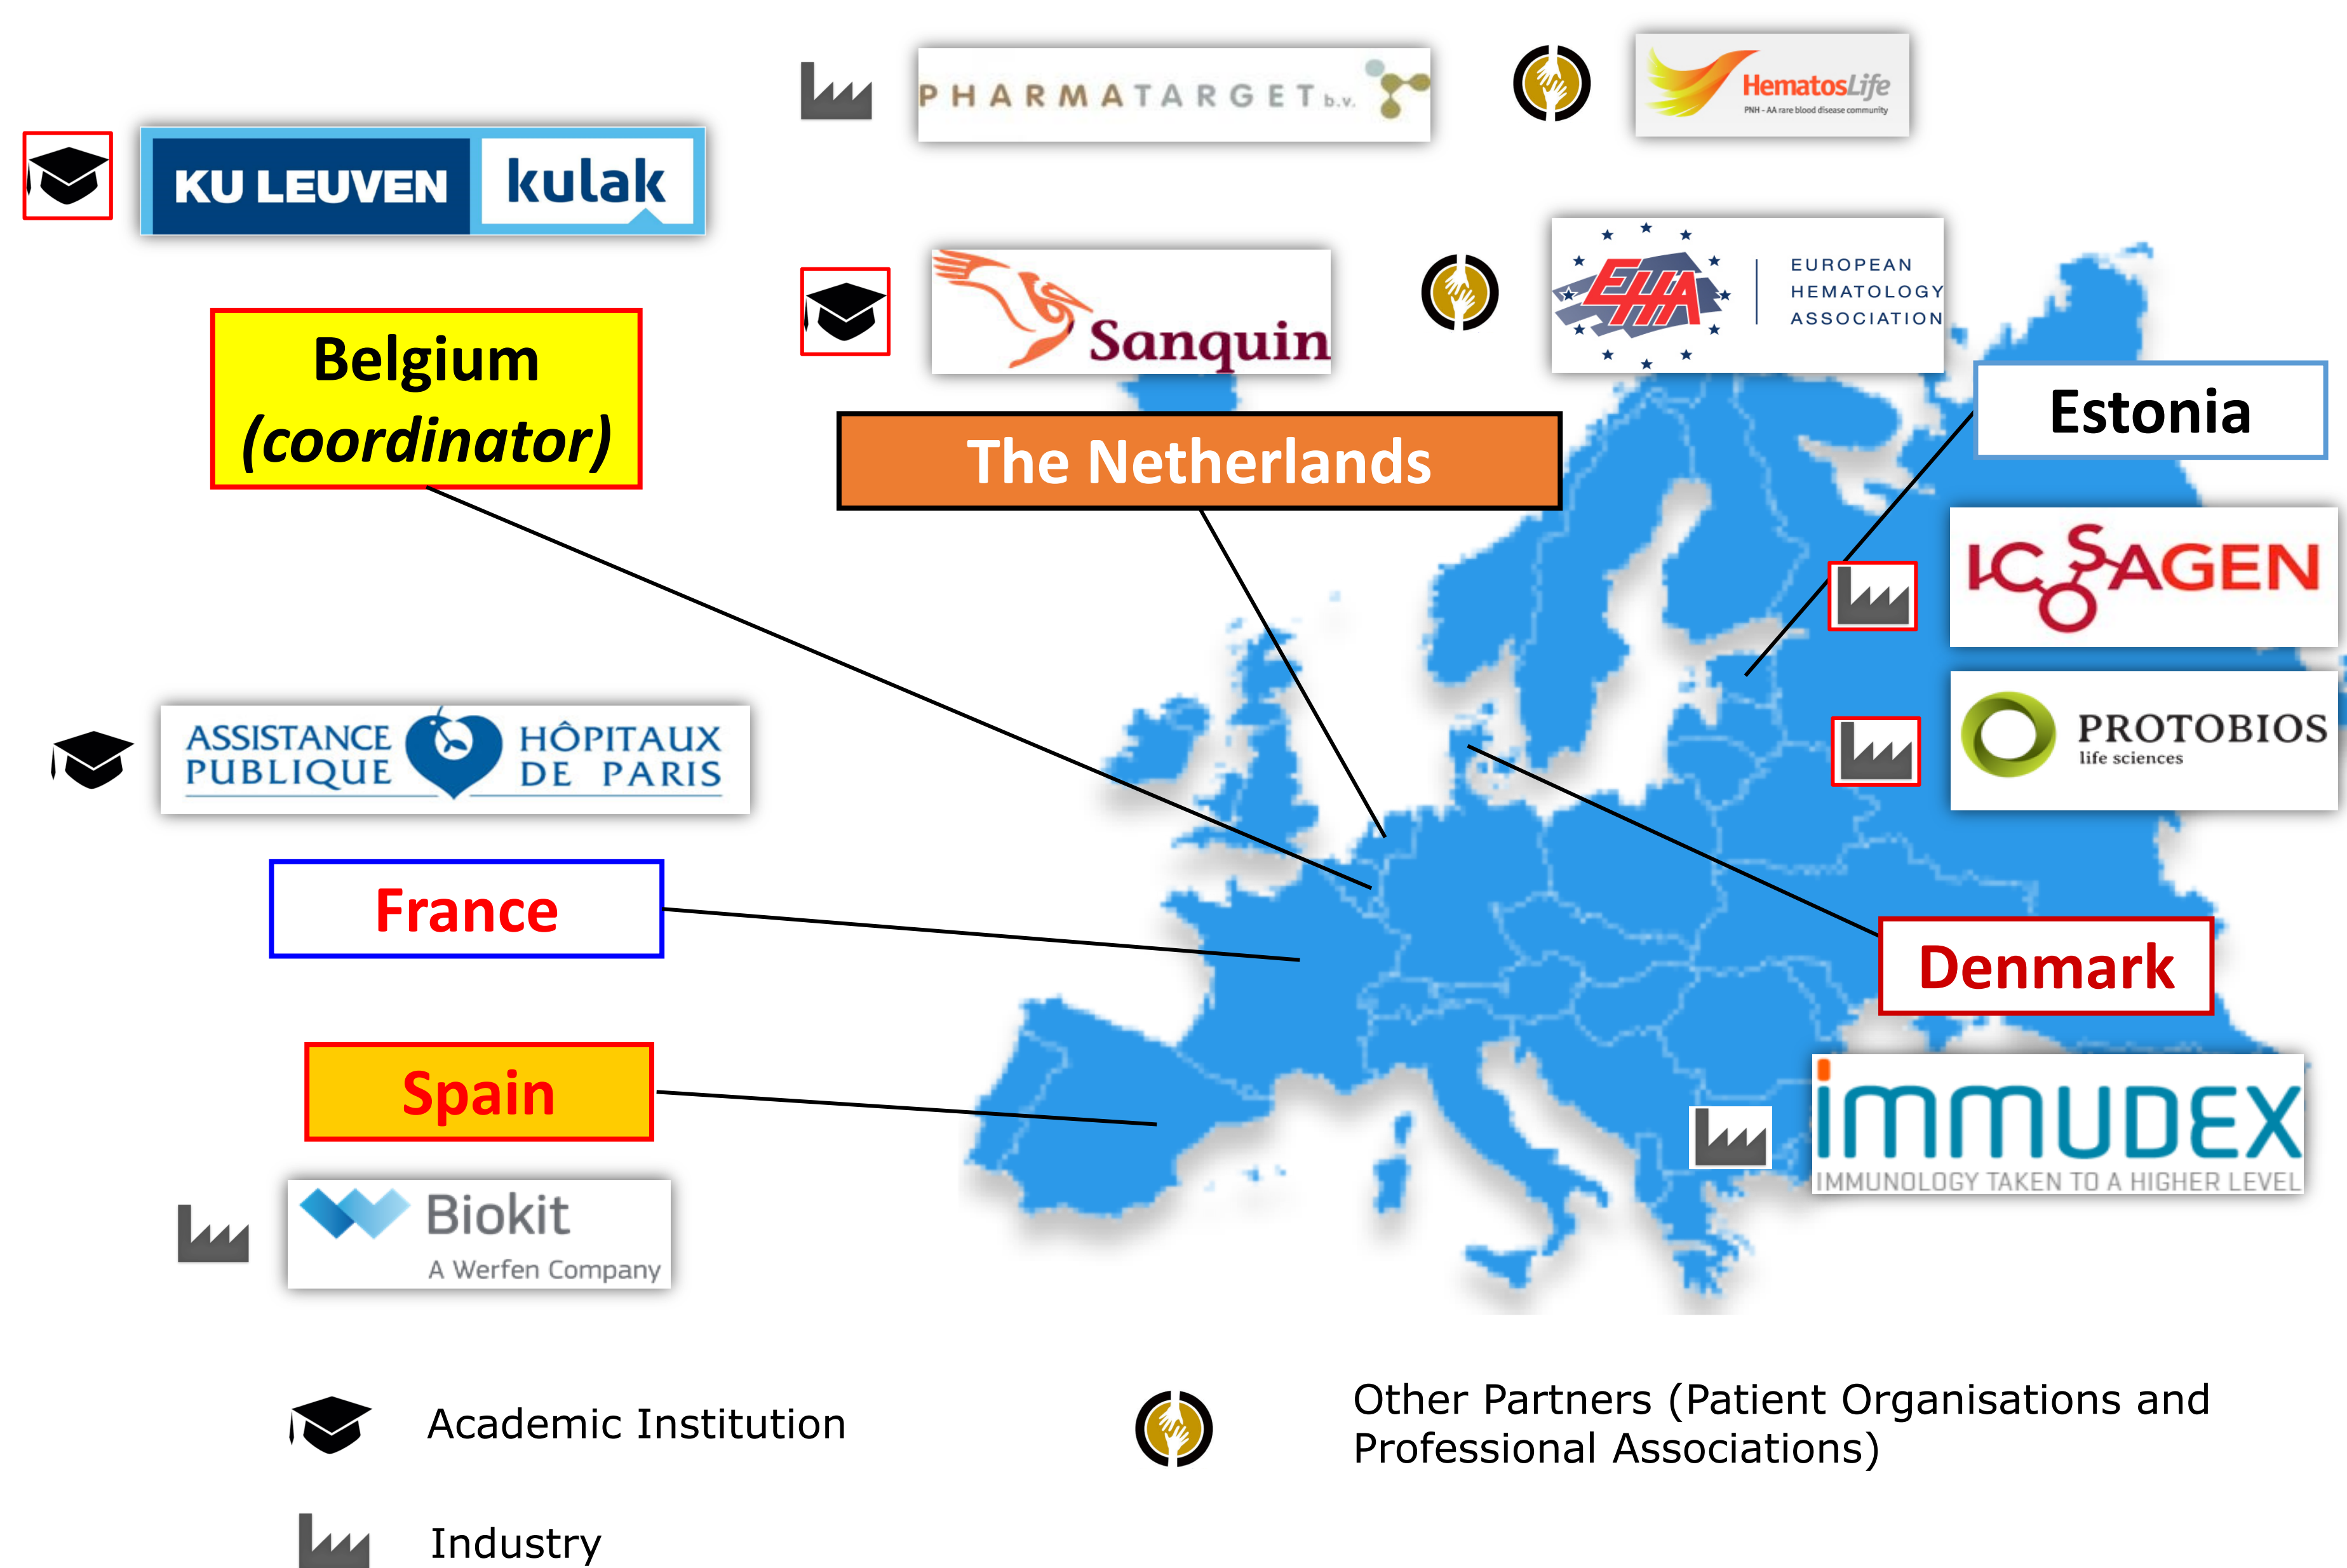 PHARMATARGET b.v.
HematosLife
PNH - AA rare blood disease community
KU LEUVEN kulak
Sanquin
EHA
EUROPEAN
HEMATOLOGY
ASSOCIATION
Belgium
(coordinator)
The Netherlands
Estonia
ICOSAGEN
PROTOBIOS
life sciences
ASSISTANCE HÔPITAUX
PUBLIQUE DE PARIS
France
Denmark
Spain
immUDEX
IMMUNOLOGY TAKEN TO A HIGHER LEVEL
Biokit
A Werfen Company
Academic Institution
Other Partners (Patient Organisations and
Professional Associations)
Industry